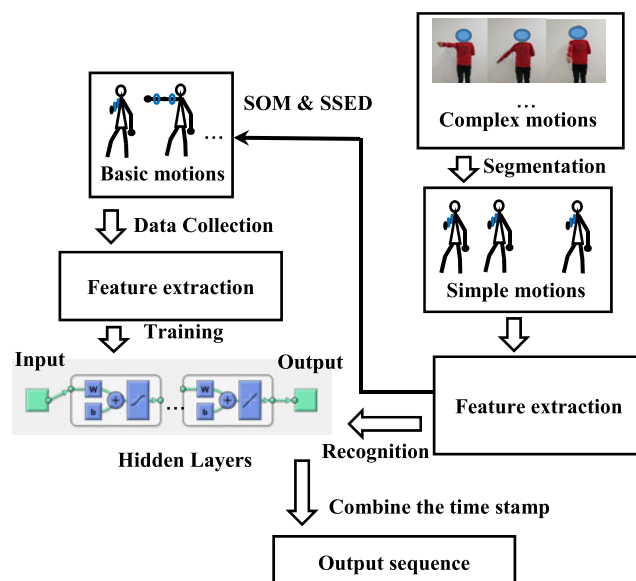 SOM & SSED
...
Complex motions
...
Basic motions
Segmentation
Data Collection
Simple motions
Feature extraction
Training
Input
Output
W
b
+
...
W
b
+
Feature extraction
Hidden Layers
Recognition
Combine the time stamp
Output sequence